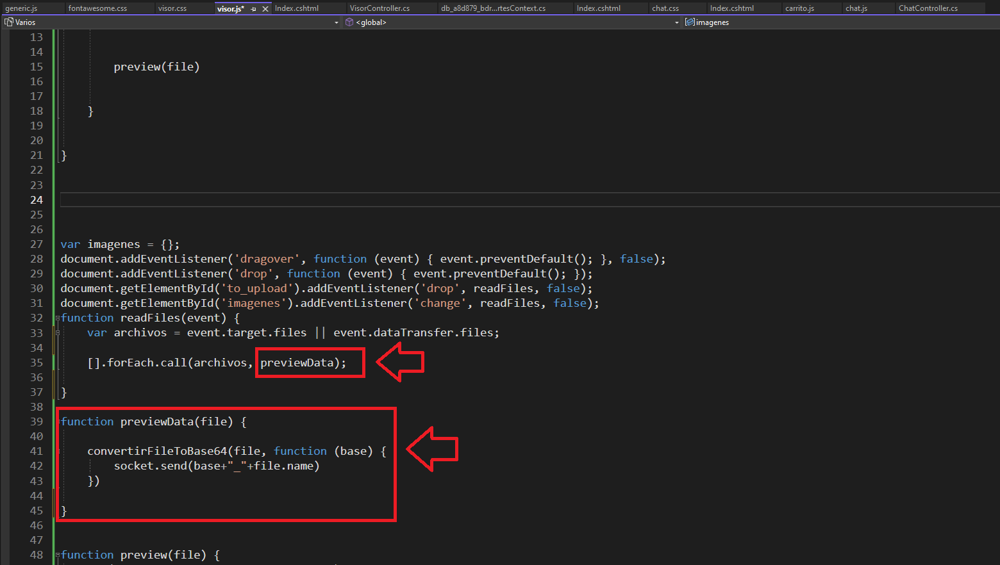 generic.js fontawesome.css visor.css visor.js* Index.cshtml VisorController.cs db_a8d879_bdr...rtesContext.cs Index.cshtml chat.css Index.cshtml carrito.js chat.js ChatController.cs
Varios <global> imagenes
13
14
15 preview(file)
16
17
18 }
19
20
21 }
22
23
24
25
26
27 var imagenes = {};
28 document.addEventListener('dragover', function (event) { event.preventDefault(); }, false);
29 document.addEventListener('drop', function (event) { event.preventDefault(); });
30 document.getElementById('to_upload').addEventListener('drop', readFiles, false);
31 document.getElementById('imagenes').addEventListener('change', readFiles, false);
32 function readFiles(event) {
33 var archivos = event.target.files || event.dataTransfer.files;
34
35 [].forEach.call(archivos, previewData);
36
37 }
38
39 function previewData(file) {
40
41 convertirFileToBase64(file, function (base) {
42 socket.send(base+"_"+file.name)
43 })
44
45 }
46
47
48 function preview(file) {